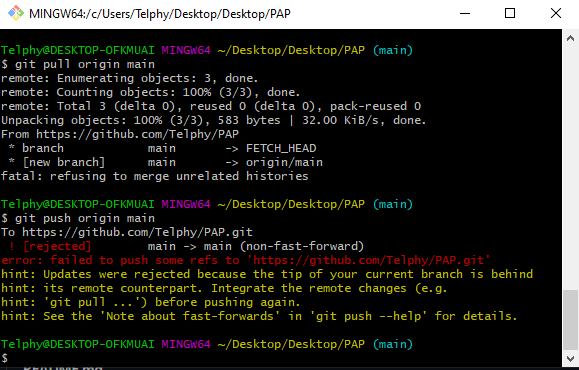 MINGW64:/c/Users/Telphy/Desktop/Desktop/PAP
Telphy@DESKTOP-OFKMUAI MINGW64 ~/Desktop/Desktop/PAP (main)
$ git pull origin main
remote: Enumerating objects: 3, done.
remote: Counting objects: 100% (3/3), done.
remote: Total 3 (delta 0), reused 0 (delta 0), pack-reused 0
Unpacking objects: 100% (3/3), 583 bytes | 32.00 KiB/s, done.
From https://github.com/Telphy/PAP
 * branch            main       -> FETCH_HEAD
 * [new branch]      main       -> origin/main
fatal: refusing to merge unrelated histories
Telphy@DESKTOP-OFKMUAI MINGW64 ~/Desktop/Desktop/PAP (main)
$ git push origin main
To https://github.com/Telphy/PAP.git
 ! [rejected]        main -> main (non-fast-forward)
error: failed to push some refs to 'https://github.com/Telphy/PAP.git'
hint: Updates were rejected because the tip of your current branch is behind
hint: its remote counterpart. Integrate the remote changes (e.g.
hint: 'git pull ...') before pushing again.
hint: See the 'Note about fast-forwards' in 'git push --help' for details.
Telphy@DESKTOP-OFKMUAI MINGW64 ~/Desktop/Desktop/PAP (main)
$